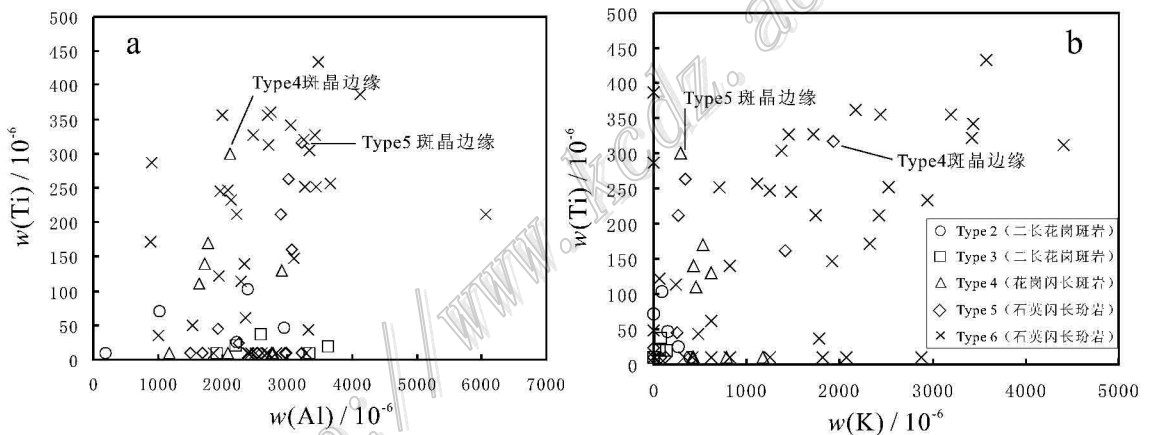 a
w(Ti) / 10⁻⁶
500
450
400
350
300
250
200
150
100
50
0
0 1000 2000 3000 4000 5000 6000 7000
w(Al) / 10⁻⁶
Type4斑晶边缘
Type5 斑晶边缘
b
w(Ti) / 10⁻⁶
500
450
400
350
300
250
200
150
100
50
0
0 1000 2000 3000 4000 5000
w(K) / 10⁻⁶
Type5 斑晶边缘
Type4斑晶边缘
Type 2（二长花岗斑岩）
Type 3（二长花岗斑岩）
Type 4（花岗闪长斑岩）
Type 5（石英闪长玢岩）
Type 6（石英闪长玢岩）
www.kcdz.ac